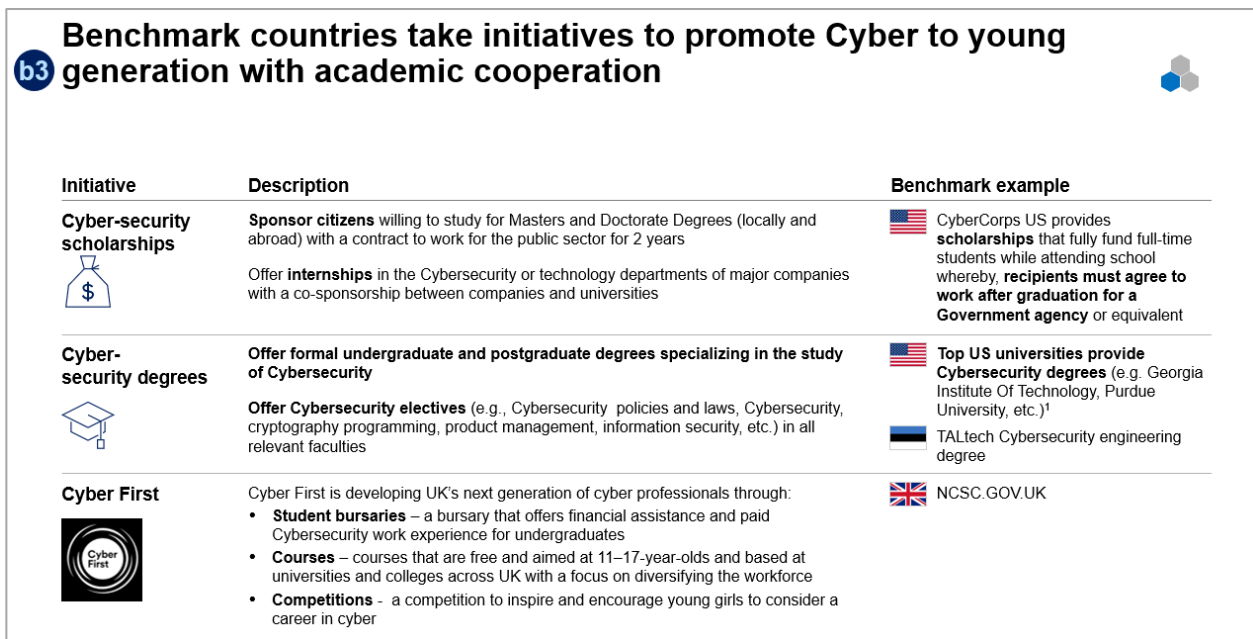 Benchmark countries take initiatives to promote Cyber to young
b3 generation with academic cooperation
Initiative
Description
Benchmark example
Cyber-security
scholarships
$
Sponsor citizens willing to study for Masters and Doctorate Degrees (locally and
abroad) with a contract to work for the public sector for 2 years
Offer internships in the Cybersecurity or technology departments of major companies
with a co-sponsorship between companies and universities
CyberCorps US provides
scholarships that fully fund full-time
students while attending school
whereby, recipients must agree to
work after graduation for a
Government agency or equivalent
Cyber-
security degrees
Offer formal undergraduate and postgraduate degrees specializing in the study
of Cybersecurity
Offer Cybersecurity electives (e.g., Cybersecurity policies and laws, Cybersecurity,
cryptography programming, product management, information security, etc.) in all
relevant faculties
Top US universities provide
Cybersecurity degrees (e.g. Georgia
Institute Of Technology, Purdue
University, etc.)¹
TALtech Cybersecurity engineering
degree
Cyber First
Cyber
First
Cyber First is developing UK's next generation of cyber professionals through:
• Student bursaries – a bursary that offers financial assistance and paid
Cybersecurity work experience for undergraduates
• Courses – courses that are free and aimed at 11–17-year-olds and based at
universities and colleges across UK with a focus on diversifying the workforce
• Competitions - a competition to inspire and encourage young girls to consider a
career in cyber
NCSC.GOV.UK